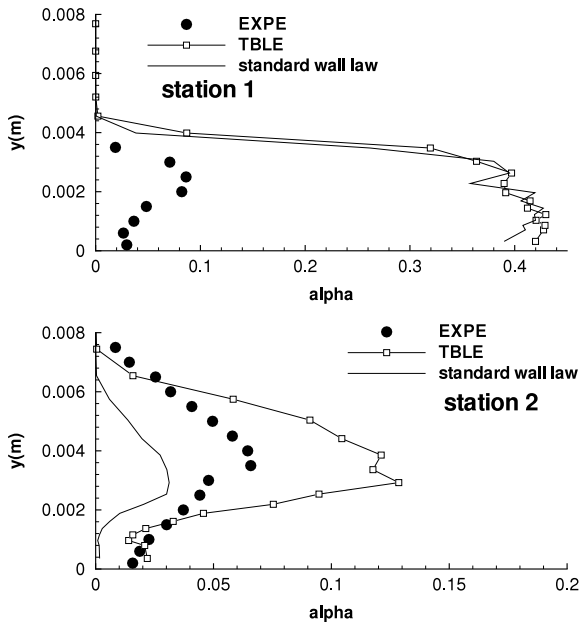 0.008
EXPE
TBLE
standard wall law
0.006
station 1
y(m)
0.004
0.002
0
0 0.1 0.2 0.3 0.4
alpha
0.008
EXPE
TBLE
standard wall law
station 2
0.006
y(m)
0.004
0.002
0
0 0.05 0.1 0.15 0.2
alpha